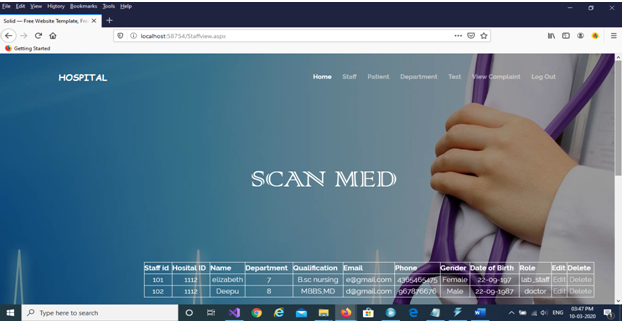 File Edit View History Bookmarks Tools Help
Solid — Free Website Template, Fre
localhost:58754/Staffview.aspx
Getting Started
HOSPITAL Home Staff Patient Department Test View Complaint Log Out
SCAN MED
Staff id Hosital ID Name Department Qualification Email Phone Gender Date of Birth Role Edit Delete
101 1112 elizabeth 7 B.sc nursing e@gmail.com Female 22-09-197 lab_staff Edit Delete
102 1112 Deepu 8 MBBS,MD d@gmail.com 967876676 Male 22-09-1987 doctor Edit Delete
Type here to search
ENG
03:47 PM
10-03-2020